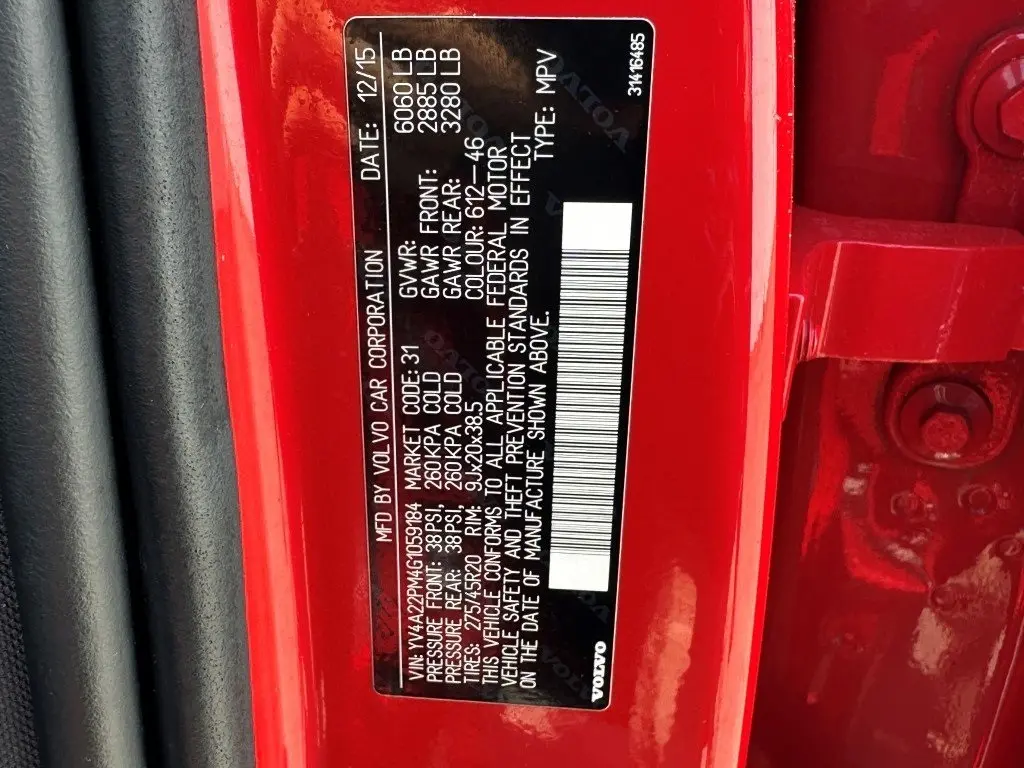 MFD BY VOLVO CAR CORPORATION DATE: 12/15
VIN: YV4A22PM4G1059184 MARKET CODE: 31 GVWR: 6060 LB
PRESSURE FRONT: 38PSI, 260KPA COLD GAWR FRONT: 2885 LB
PRESSURE REAR: 38PSI, 260KPA COLD GAWR REAR: 3280 LB
TIRES: 275/45R20 RIM: 9Jx20x38.5 COLOUR: 612-46
THIS VEHICLE CONFORMS TO ALL APPLICABLE FEDERAL MOTOR
VEHICLE SAFETY AND THEFT PREVENTION STANDARDS IN EFFECT
ON THE DATE OF MANUFACTURE SHOWN ABOVE. TYPE: MPV
VOLVO
31416485